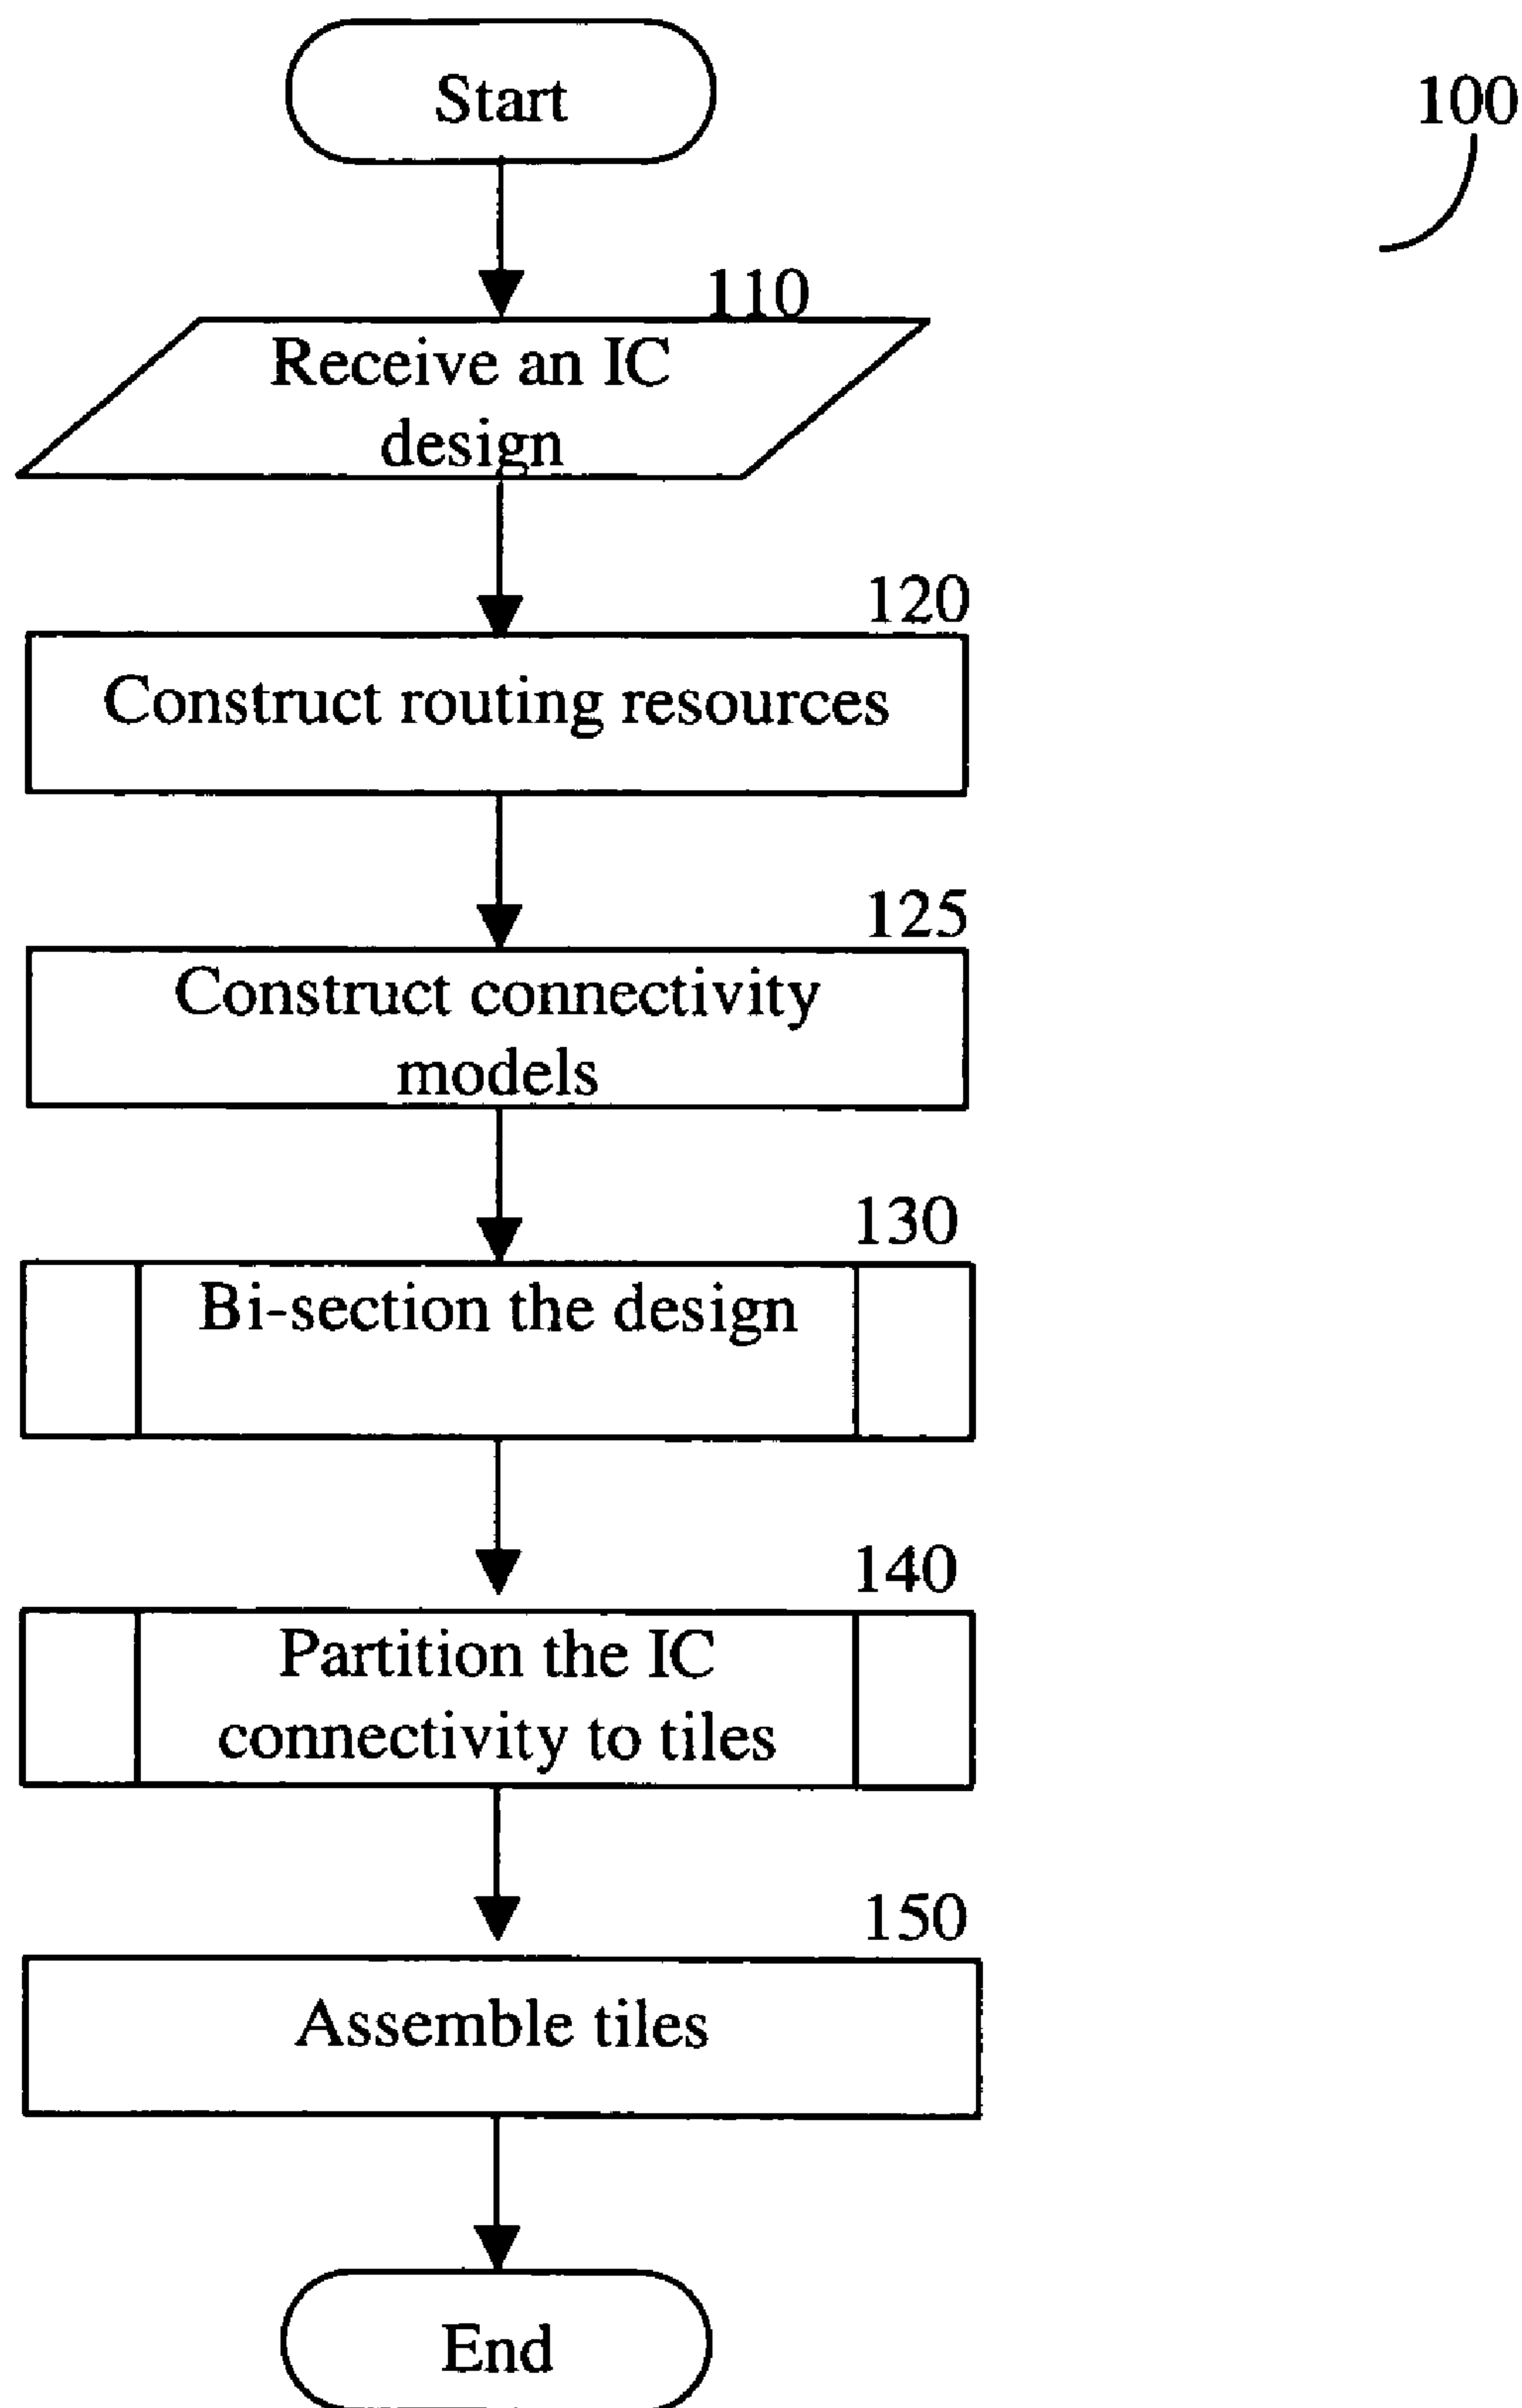 Start
100
110
Receive an IC
design
120
Construct routing resources
125
Construct connectivity
models
130
Bi-section the design
140
Partition the IC
connectivity to tiles
150
Assemble tiles
End